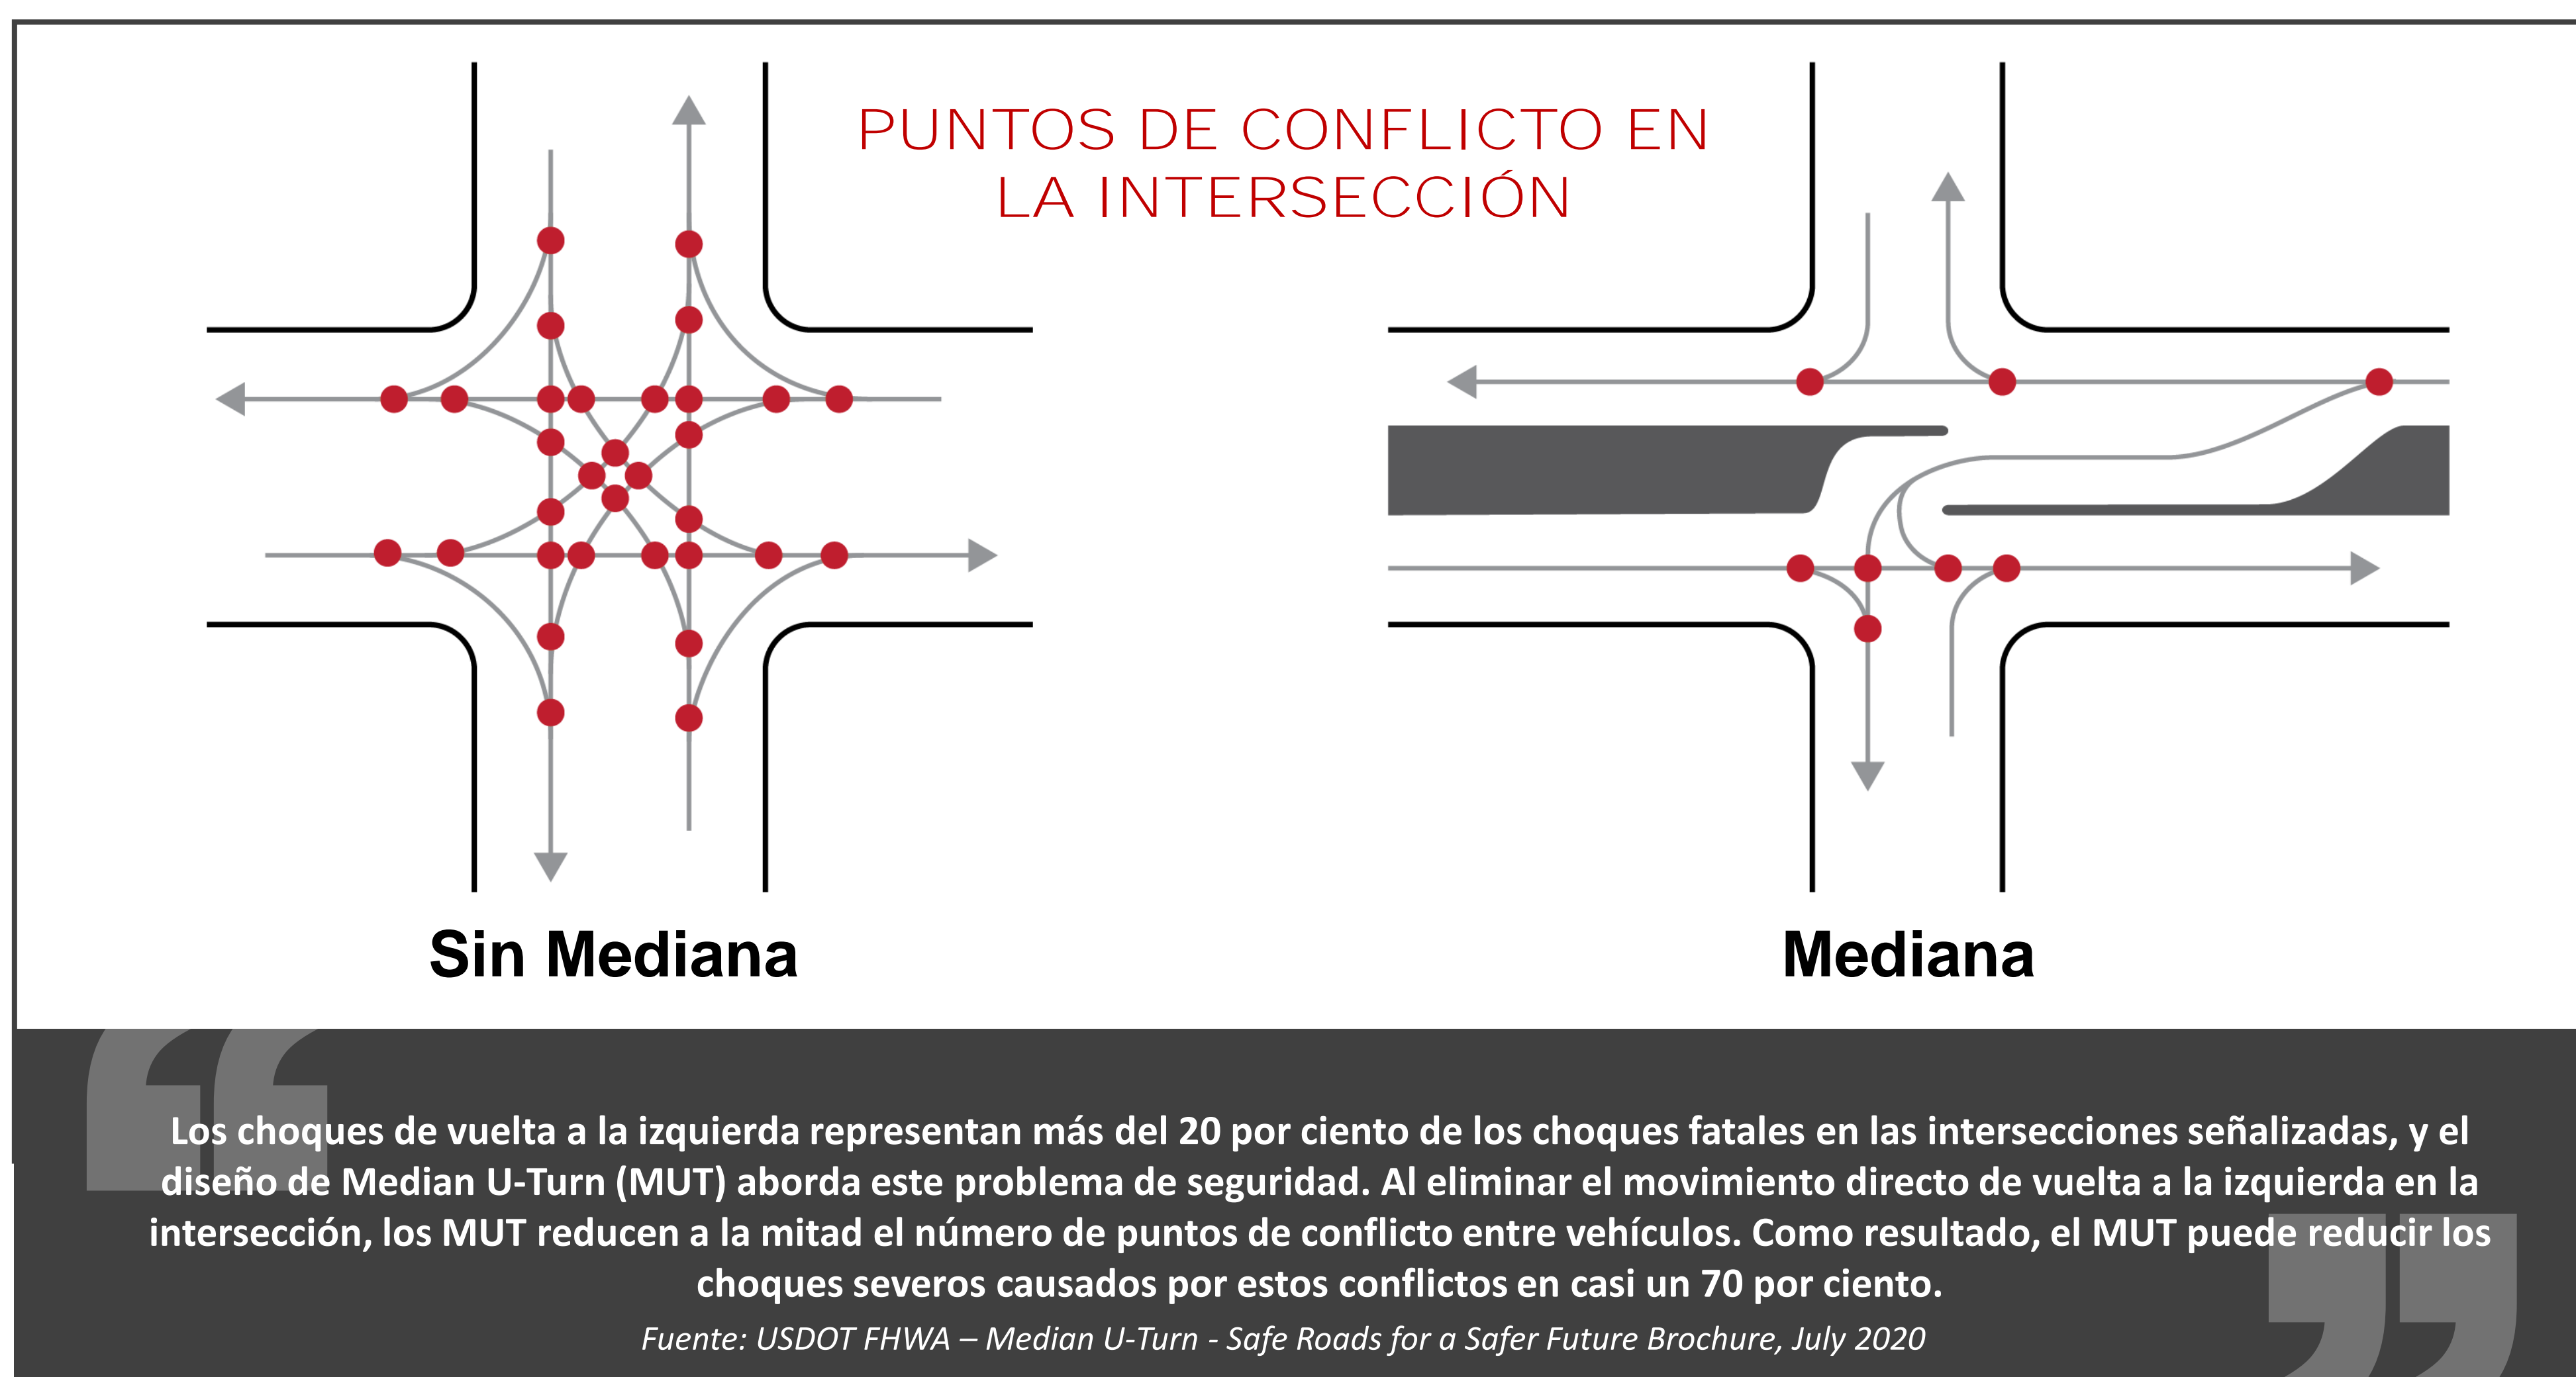 PUNTOS DE CONFLICTO EN
LA INTERSECCIÓN
Sin Mediana
Mediana
Los choques de vuelta a la izquierda representan más del 20 por ciento de los choques fatales en las intersecciones señalizadas, y el
diseño de Median U-Turn (MUT) aborda este problema de seguridad. Al eliminar el movimiento directo de vuelta a la izquierda en la
intersección, los MUT reducen a la mitad el número de puntos de conflicto entre vehículos. Como resultado, el MUT puede reducir los
choques severos causados por estos conflictos en casi un 70 por ciento.
Fuente: USDOT FHWA – Median U-Turn - Safe Roads for a Safer Future Brochure, July 2020